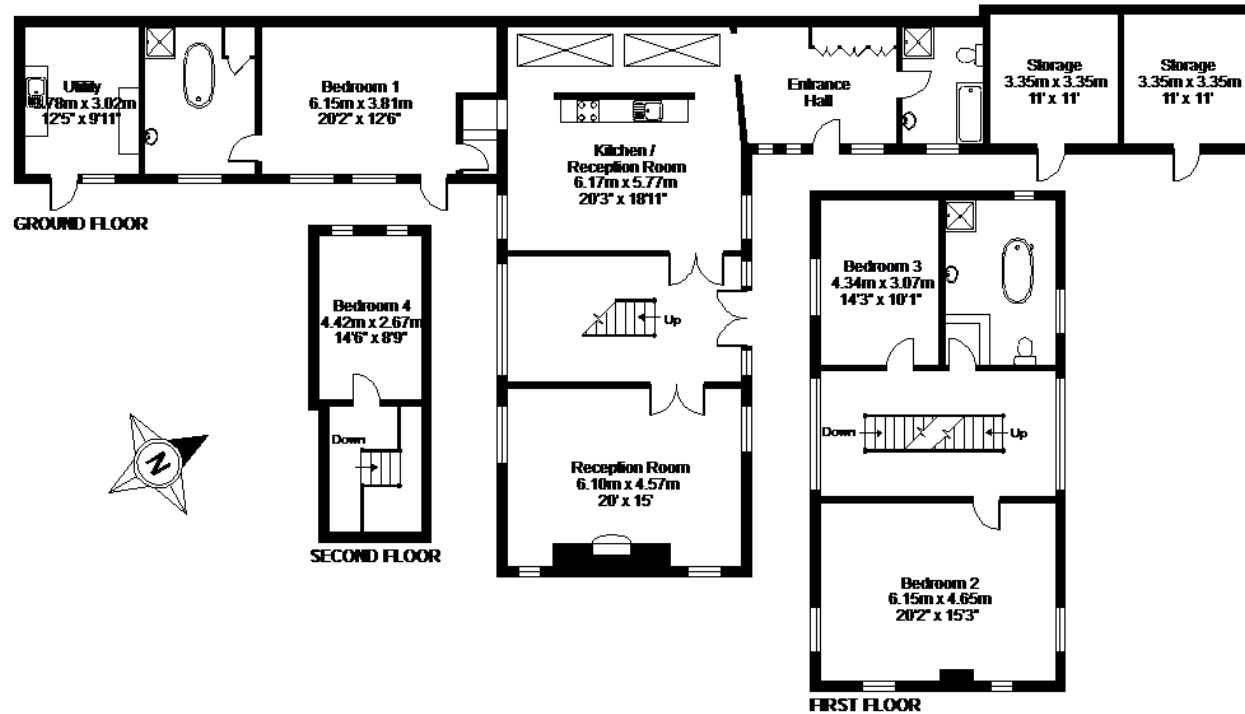 Utility
3.78m x 3.02m
12'5" x 9'11"
Bedroom 1
6.15m x 3.81m
20'2" x 12'6"
Entrance
Hall
Storage
3.35m x 3.35m
11' x 11'
Storage
3.35m x 3.35m
11' x 11'
Kitchen /
Reception Room
6.17m x 5.77m
20'3" x 18'11"
GROUND FLOOR
Bedroom 4
4.42m x 2.67m
14'6" x 8'9"
Up
Bedroom 3
4.34m x 3.07m
14'3" x 10'1"
N
Down
SECOND FLOOR
Reception Room
6.10m x 4.57m
20' x 15'
Down
Up
Bedroom 2
6.15m x 4.65m
20'2" x 15'3"
FIRST FLOOR